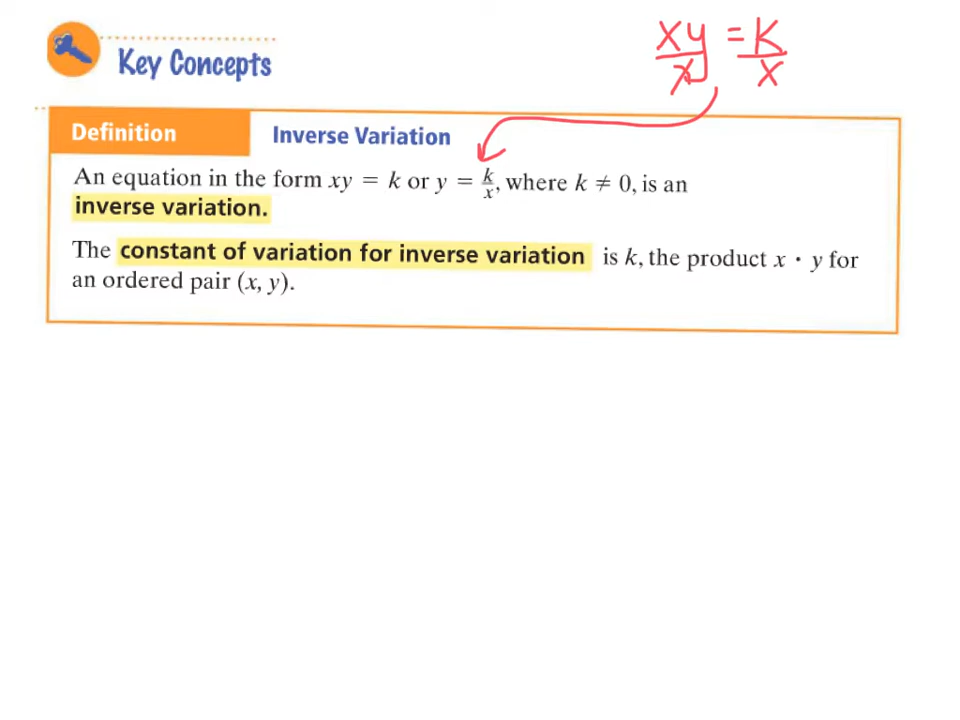 xy = K
x x
Key Concepts
Definition Inverse Variation
An equation in the form xy = k or y = k/x, where k ≠ 0, is an
inverse variation.
The constant of variation for inverse variation is k, the product x · y for
an ordered pair (x, y).